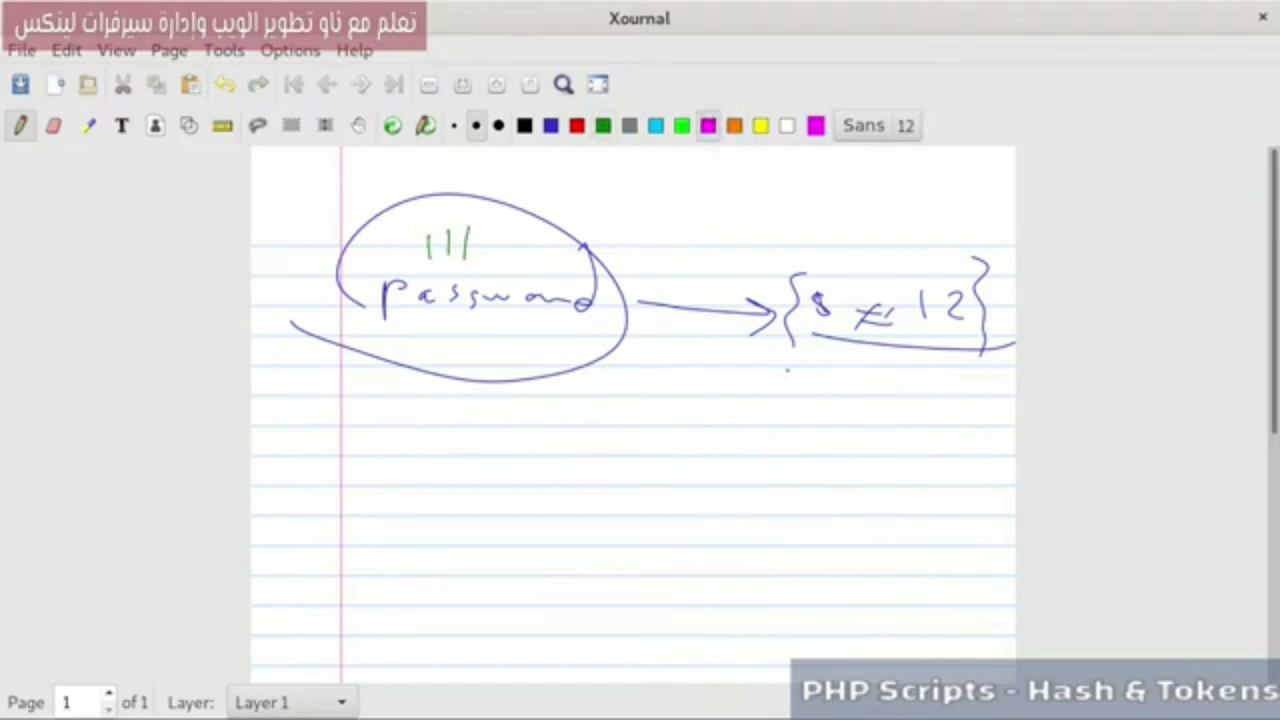 Xournal
تعلم مع ناو تطوير الويب وإدارة سيرفرات لينكس
File Edit View Page Tools Options Help
Sans 12
password
{8 12}
Page 1 of 1 Layer: Layer 1
PHP Scripts - Hash & Tokens